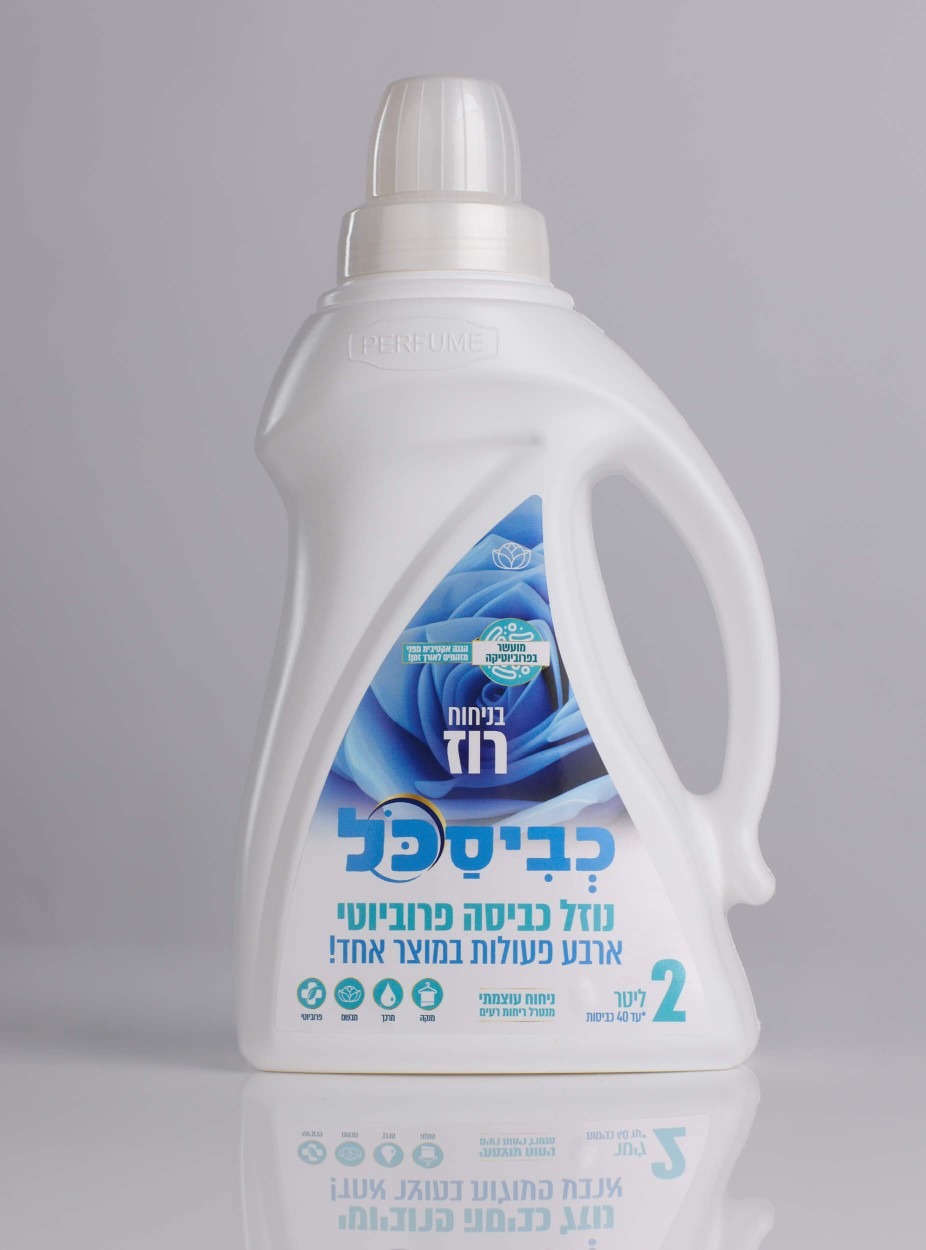 PERFUME
מועשר
בפרוביוטיקה
הגנה אקטיבית מפני
מזהמים לאורך זמן!
בניחוח
רוז
כְּבִיסַכֹּל
נוזל כביסה פרוביוטי
ארבע פעולות במוצר אחד!
2 ליטר
*עד 40 כביסות
ניחוח עוצמתי
מנטרל ריחות רעים
מנקה
מרכך
מבשם
פרוביוטי